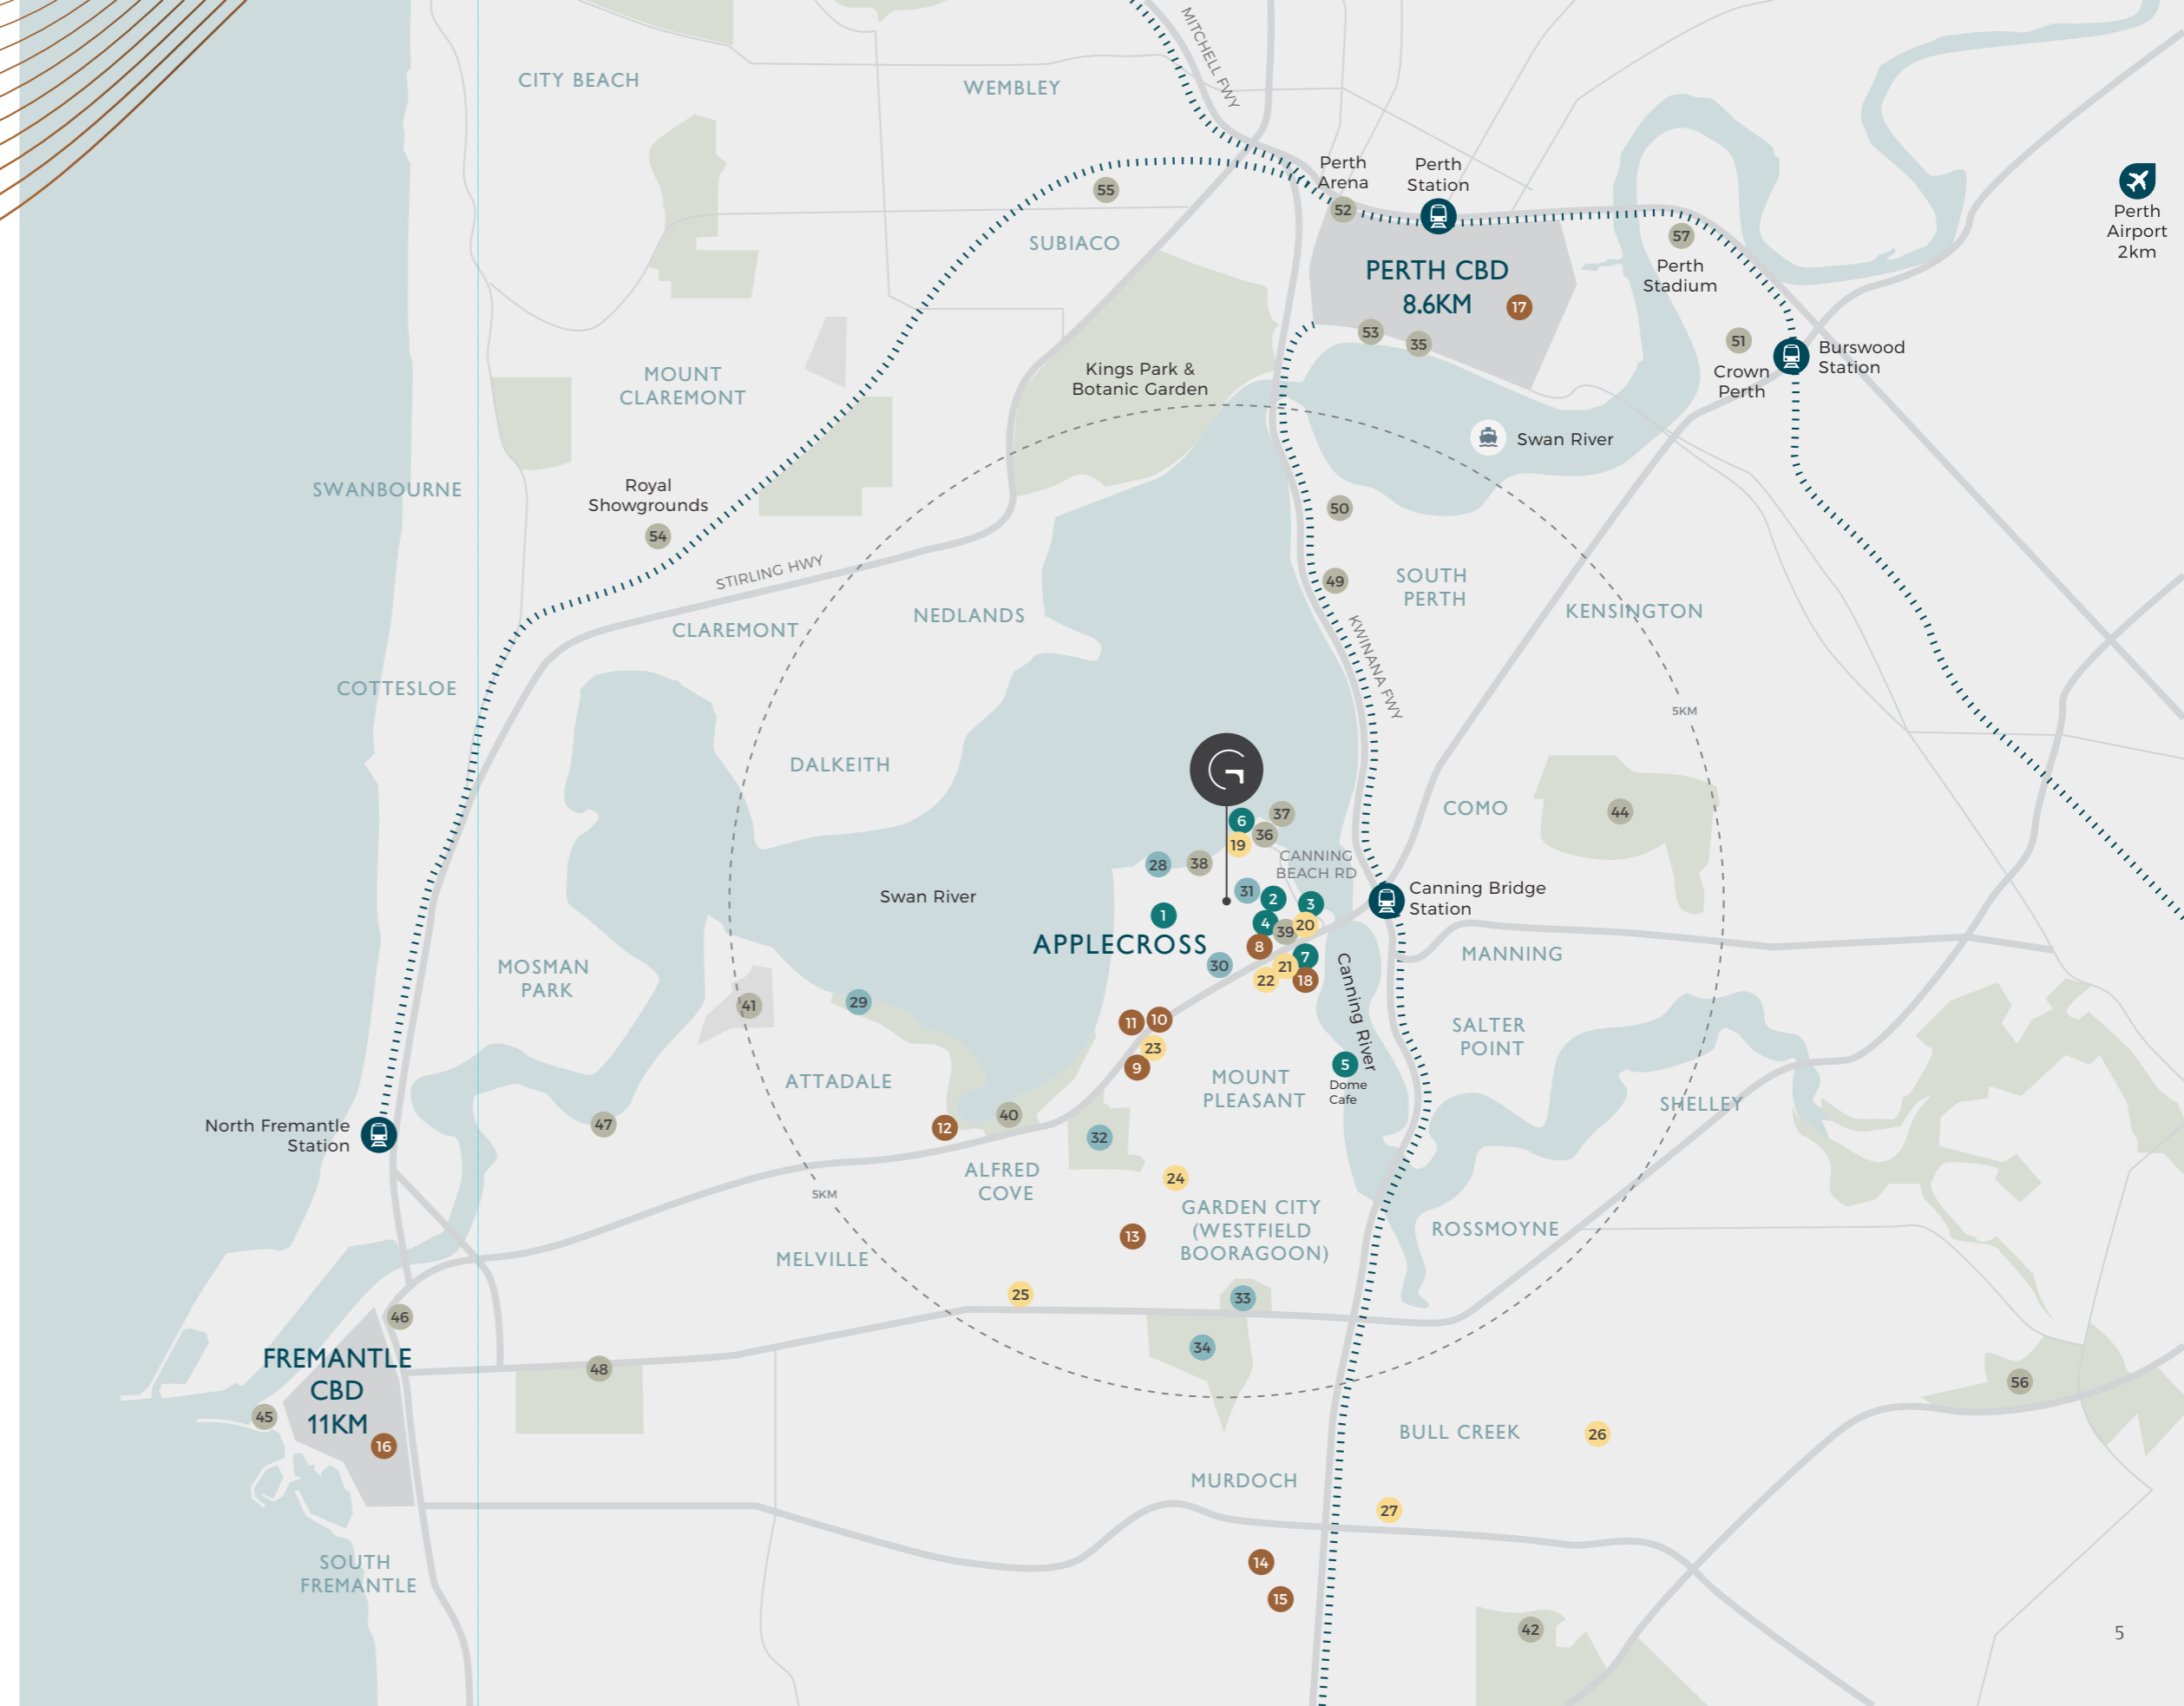 MITCHELL FWY
CITY BEACH
WEMBLEY
Perth
Arena
Perth
Station
55
52
Perth
Airport
2km
SUBIACO
57
Perth
Stadium
PERTH CBD
8.6KM
17
53
35
51
Crown
Perth
Burswood
Station
Kings Park &
Botanic Garden
MOUNT
CLAREMONT
Swan River
SWANBOURNE
Royal
Showgrounds
54
50
STIRLING HWY
49
SOUTH
PERTH
KENSINGTON
NEDLANDS
CLAREMONT
KWINANA FWY
COTTESLOE
5KM
DALKEITH
G
COMO
44
37
6
36
19
28
38
CANNING
BEACH RD
31
2
3
Canning Bridge
Station
Swan River
1
4
39
20
APPLECROSS
8
MANNING
30
7
21
22
18
Canning River
MOSMAN
PARK
41
29
11
10
23
9
SALTER
POINT
5
Dome
Cafe
ATTADALE
MOUNT
PLEASANT
SHELLEY
North Fremantle
Station
47
12
40
32
ALFRED
COVE
24
5KM
GARDEN CITY
(WESTFIELD
BOORAGOON)
13
ROSSMOYNE
MELVILLE
25
33
46
34
FREMANTLE
CBD
11KM
48
45
16
56
BULL CREEK
26
MURDOCH
27
14
SOUTH
FREMANTLE
15
42
5